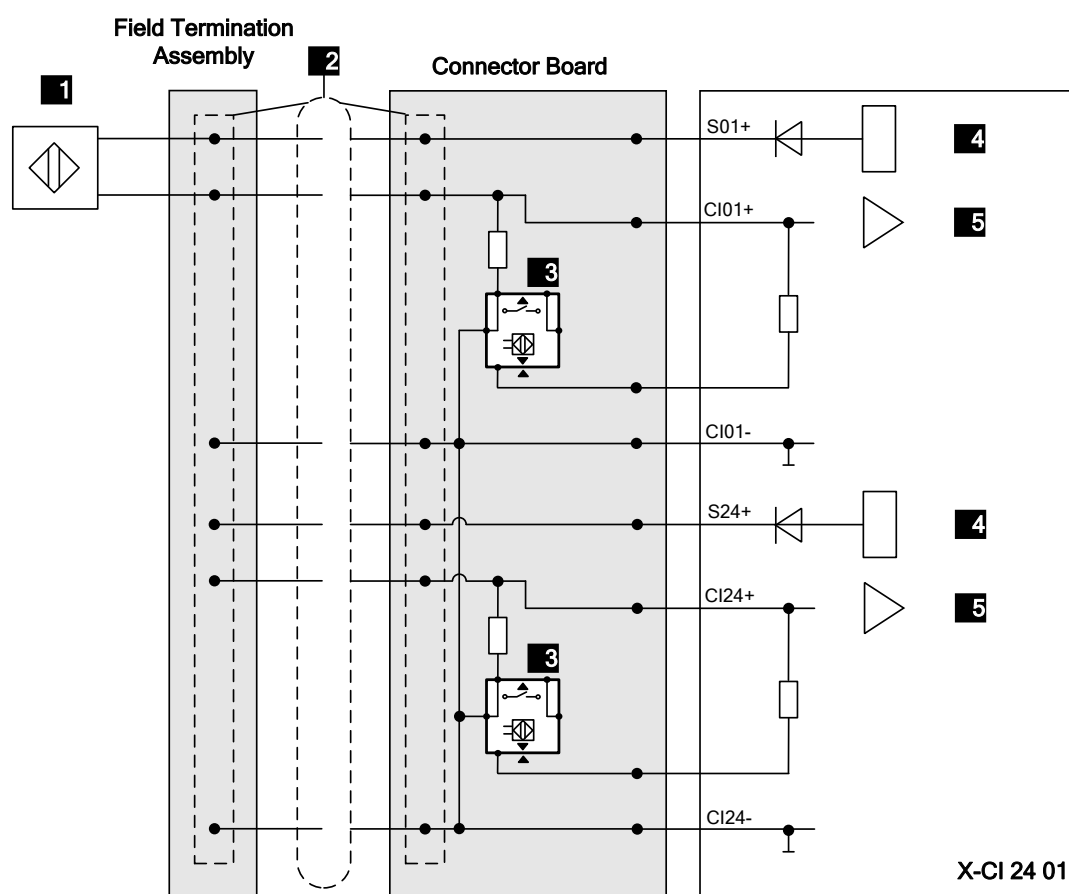 Field Termination
Assembly
2
Connector Board
1
S01+
4
CI01+
5
3
CI01-
S24+
4
CI24+
5
3
CI24-
X-CI 24 01